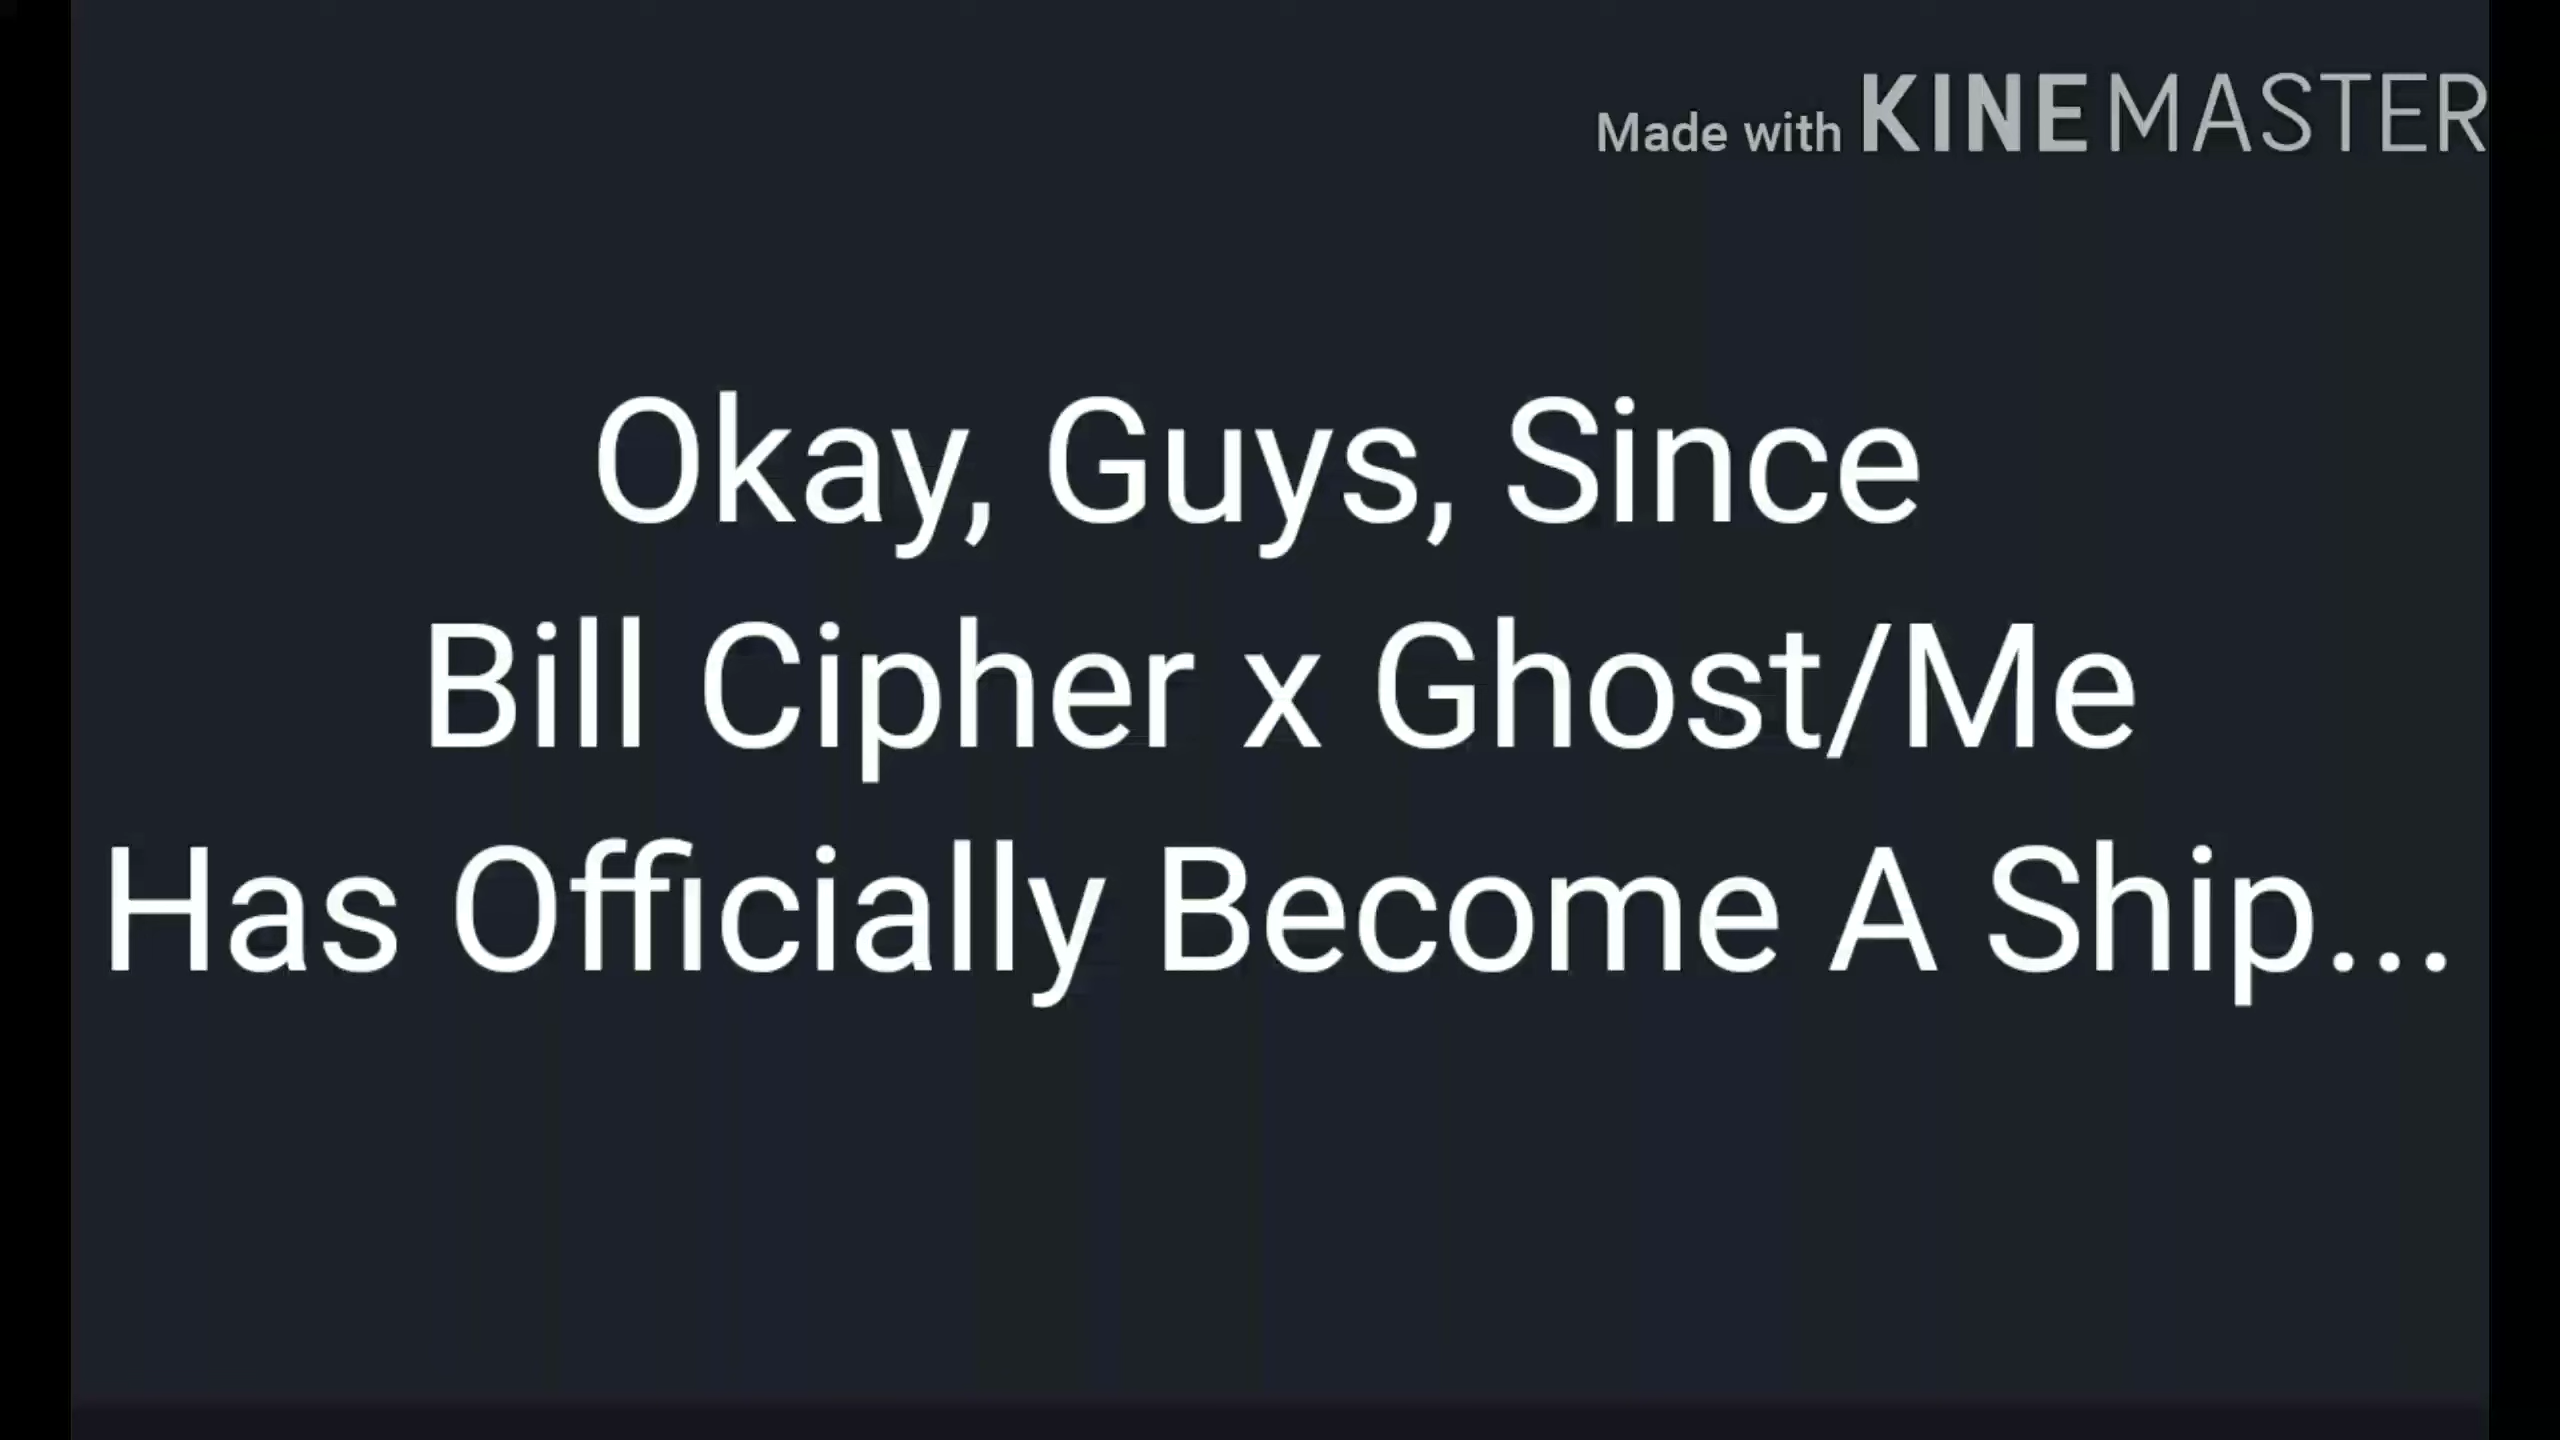 Made with KINEMASTER
Okay, Guys, Since
Bill Cipher x Ghost/Me
Has Officially Become A Ship...